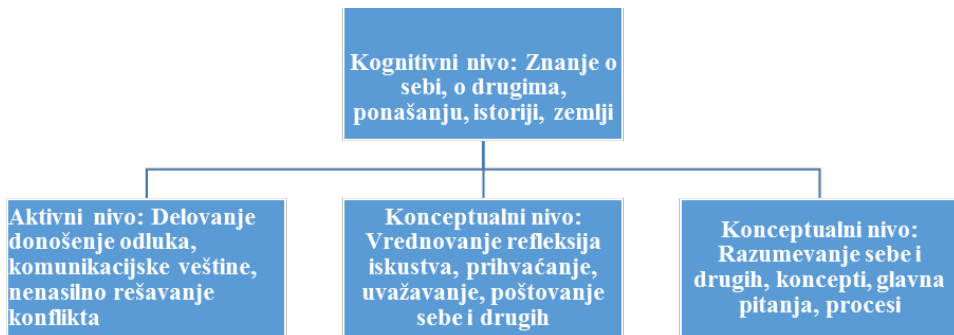 Kognitivni nivo: Znanje o
sebi, o drugima,
ponašanju, istoriji, zemlji
Aktivni nivo: Delovanje
donošenje odluka,
komunikacijske veštine,
nenasilno rešavanje
konflikta
Konceptualni nivo:
Vrednovanje refleksija
iskustva, prihvaćanje,
uvažavanje, poštovanje
sebe i drugih
Konceptualni nivo:
Razumevanje sebe i
drugih, koncepti, glavna
pitanja, procesi